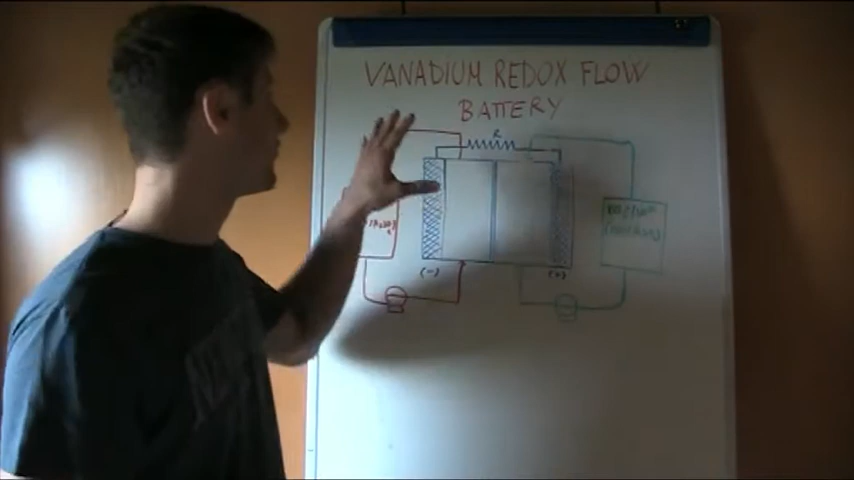 VANADIUM REDOX FLOW
BATTERY
R
(-)
(+)